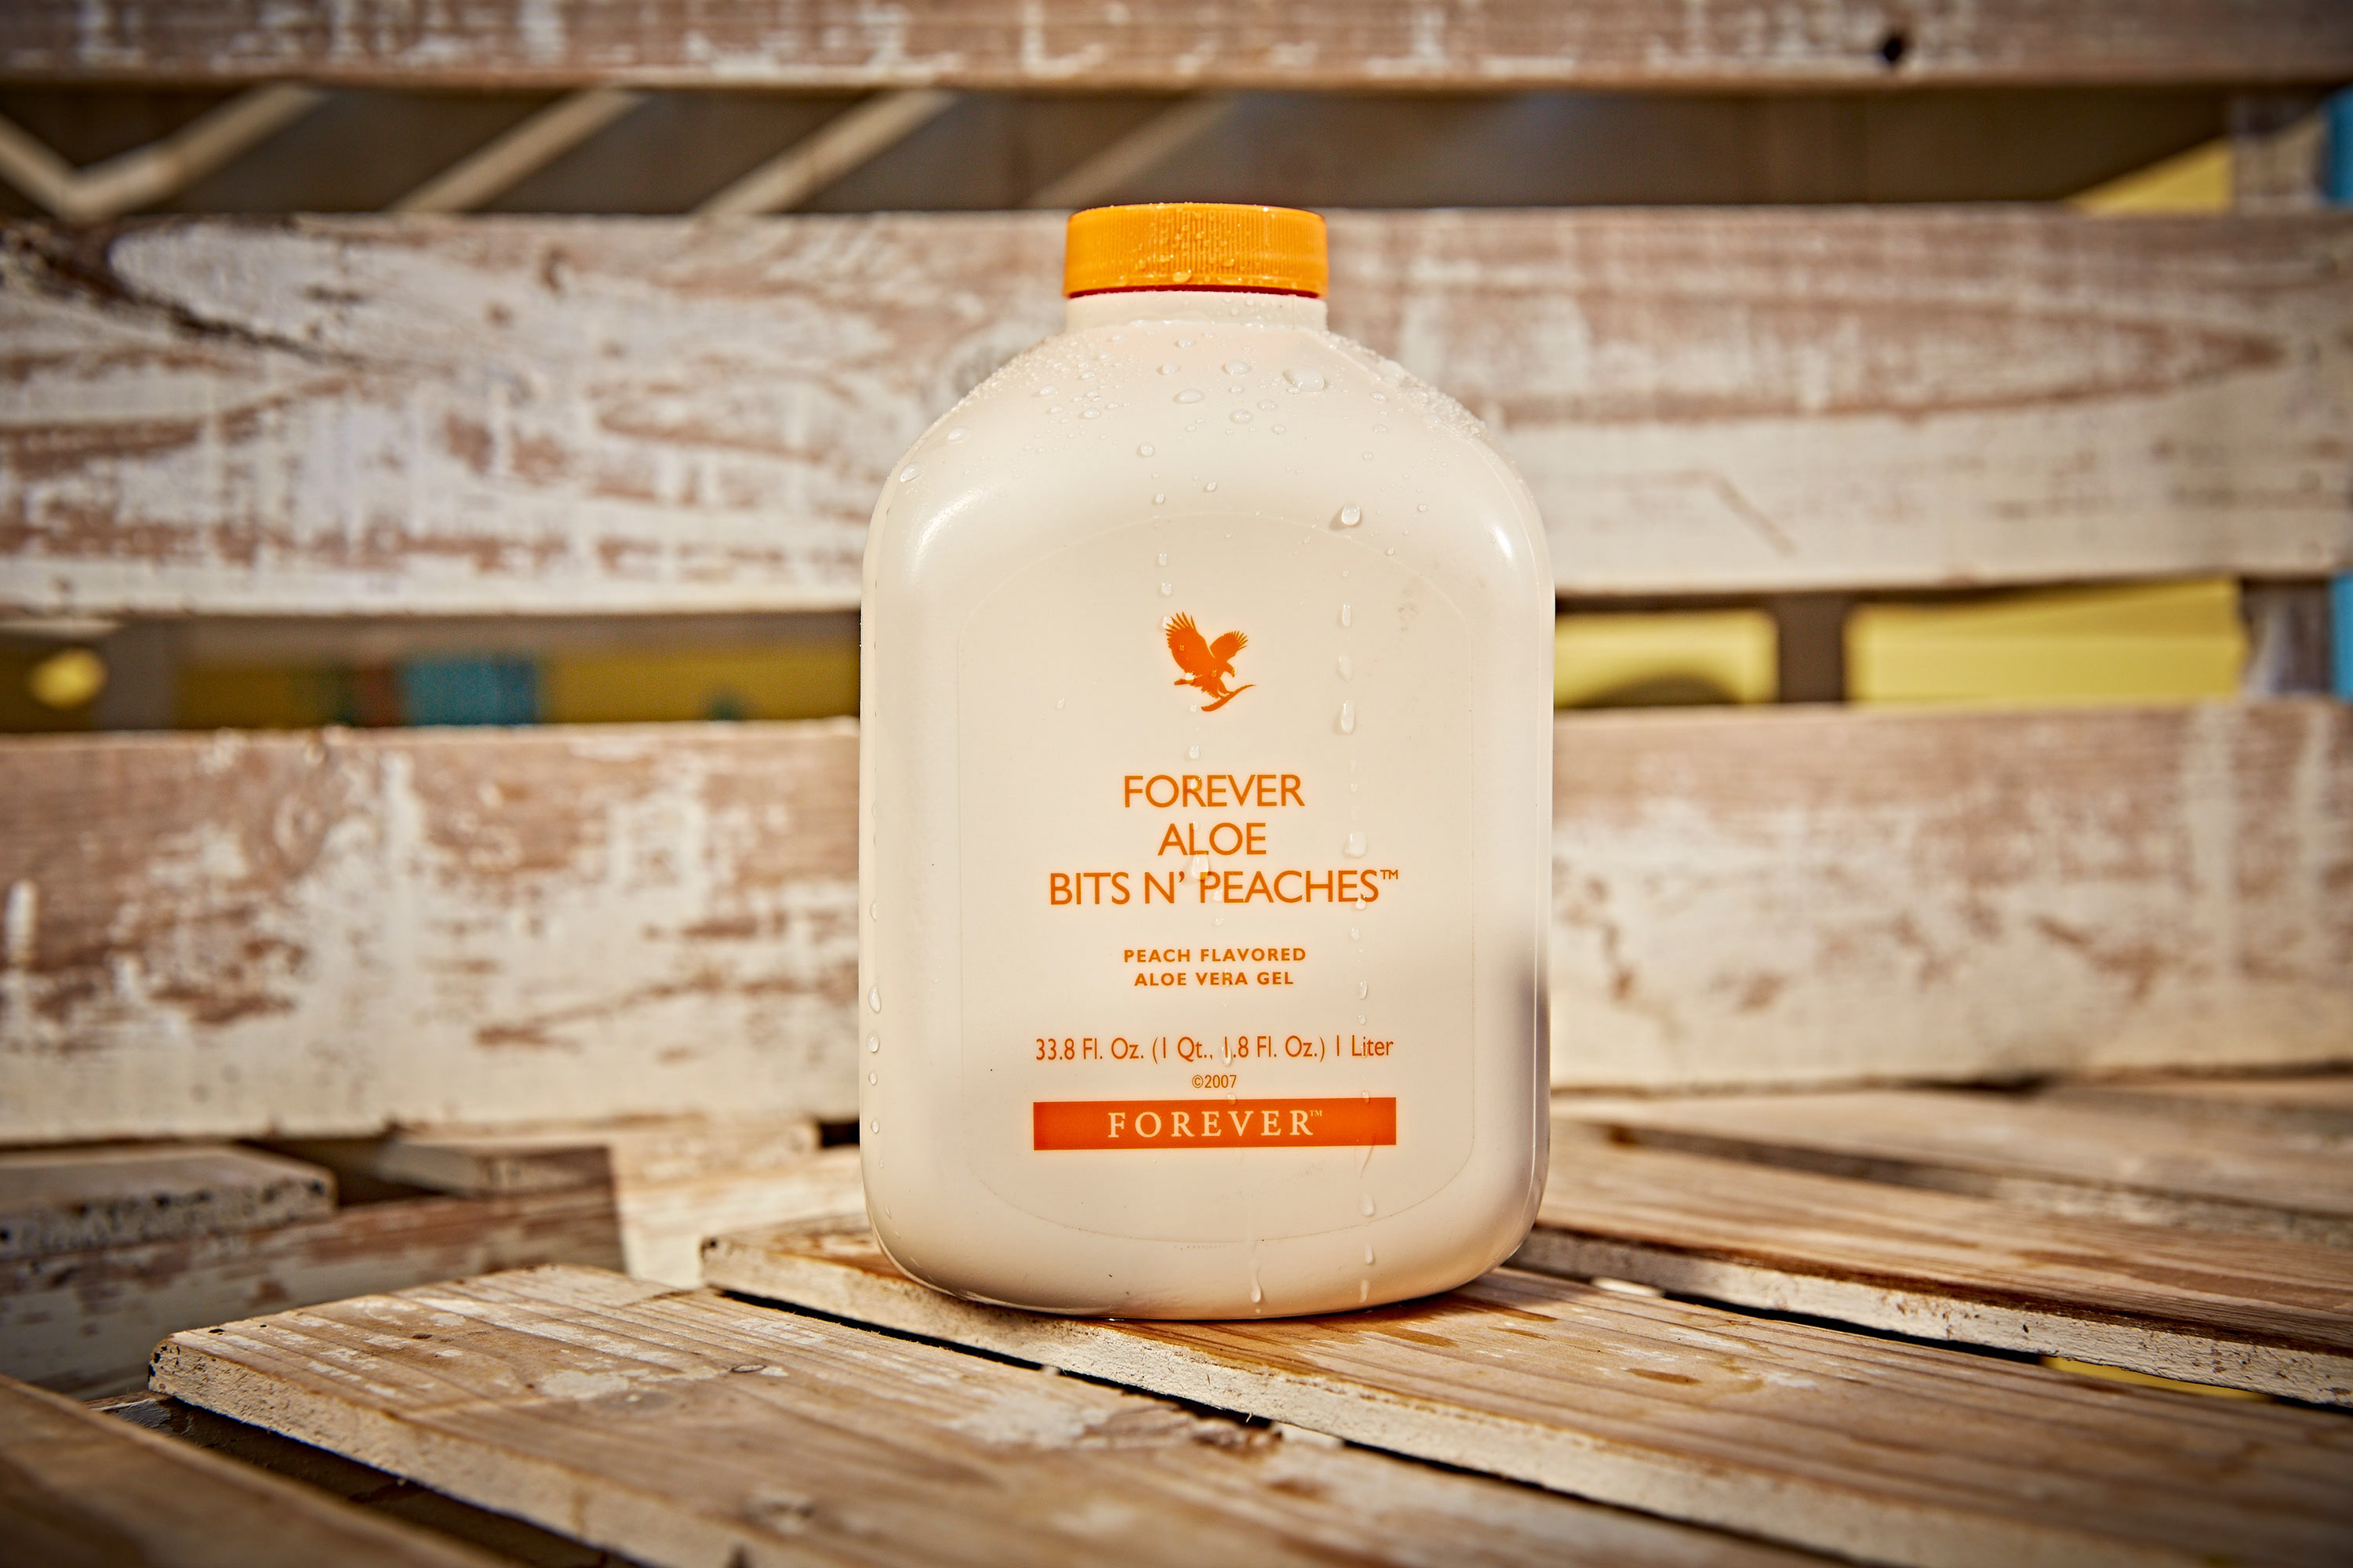 FOREVER
ALOE
BITS N' PEACHES™
PEACH FLAVORED
ALOE VERA GEL
33.8 Fl. Oz. (1 Qt., 1.8 Fl. Oz.) 1 Liter
©2007
FOREVER™